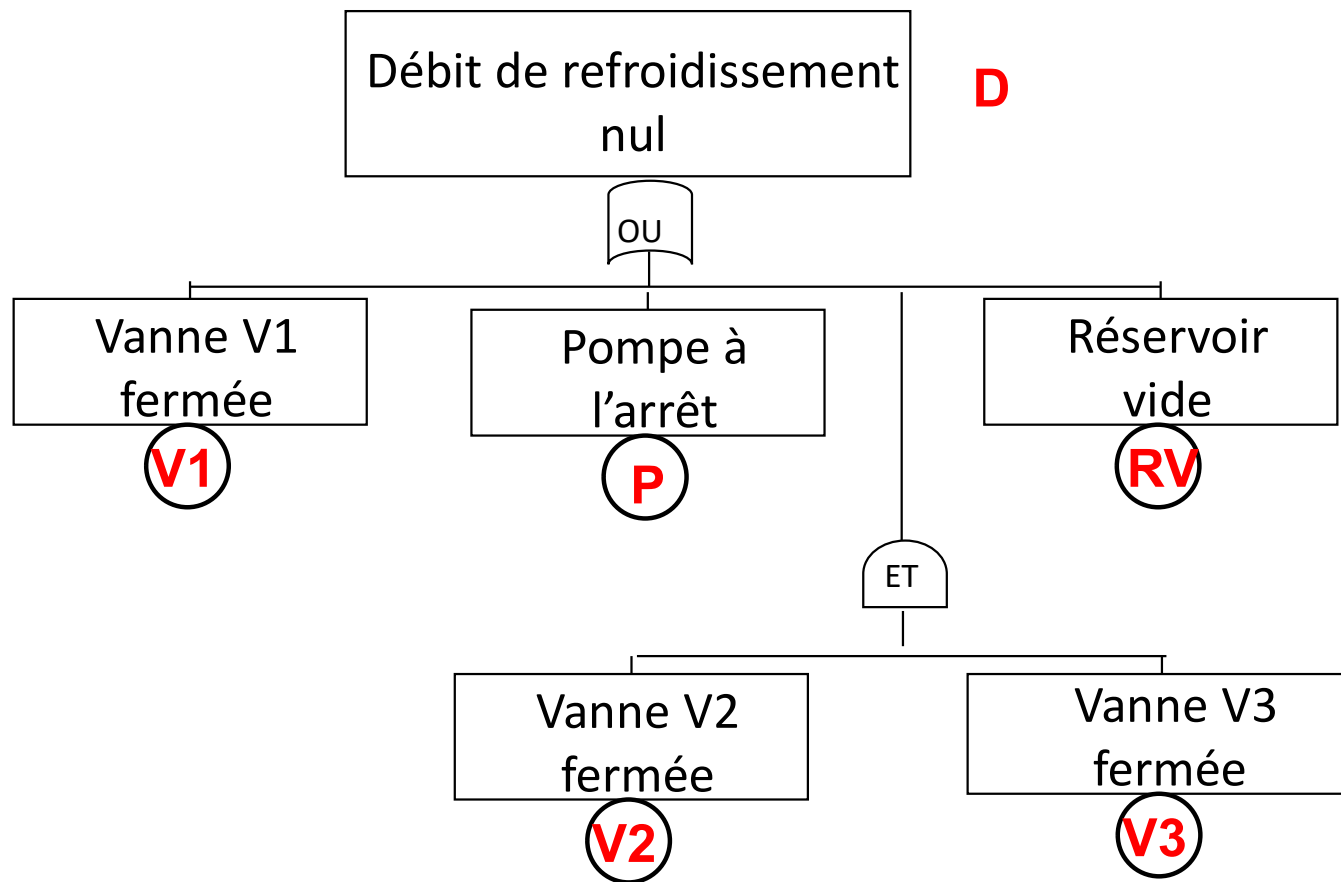 Débit de refroidissement
nul
D
OU
Vanne V1
fermée
V1
Pompe à
l’arrêt
P
Réservoir
vide
RV
ET
Vanne V2
fermée
V2
Vanne V3
fermée
V3